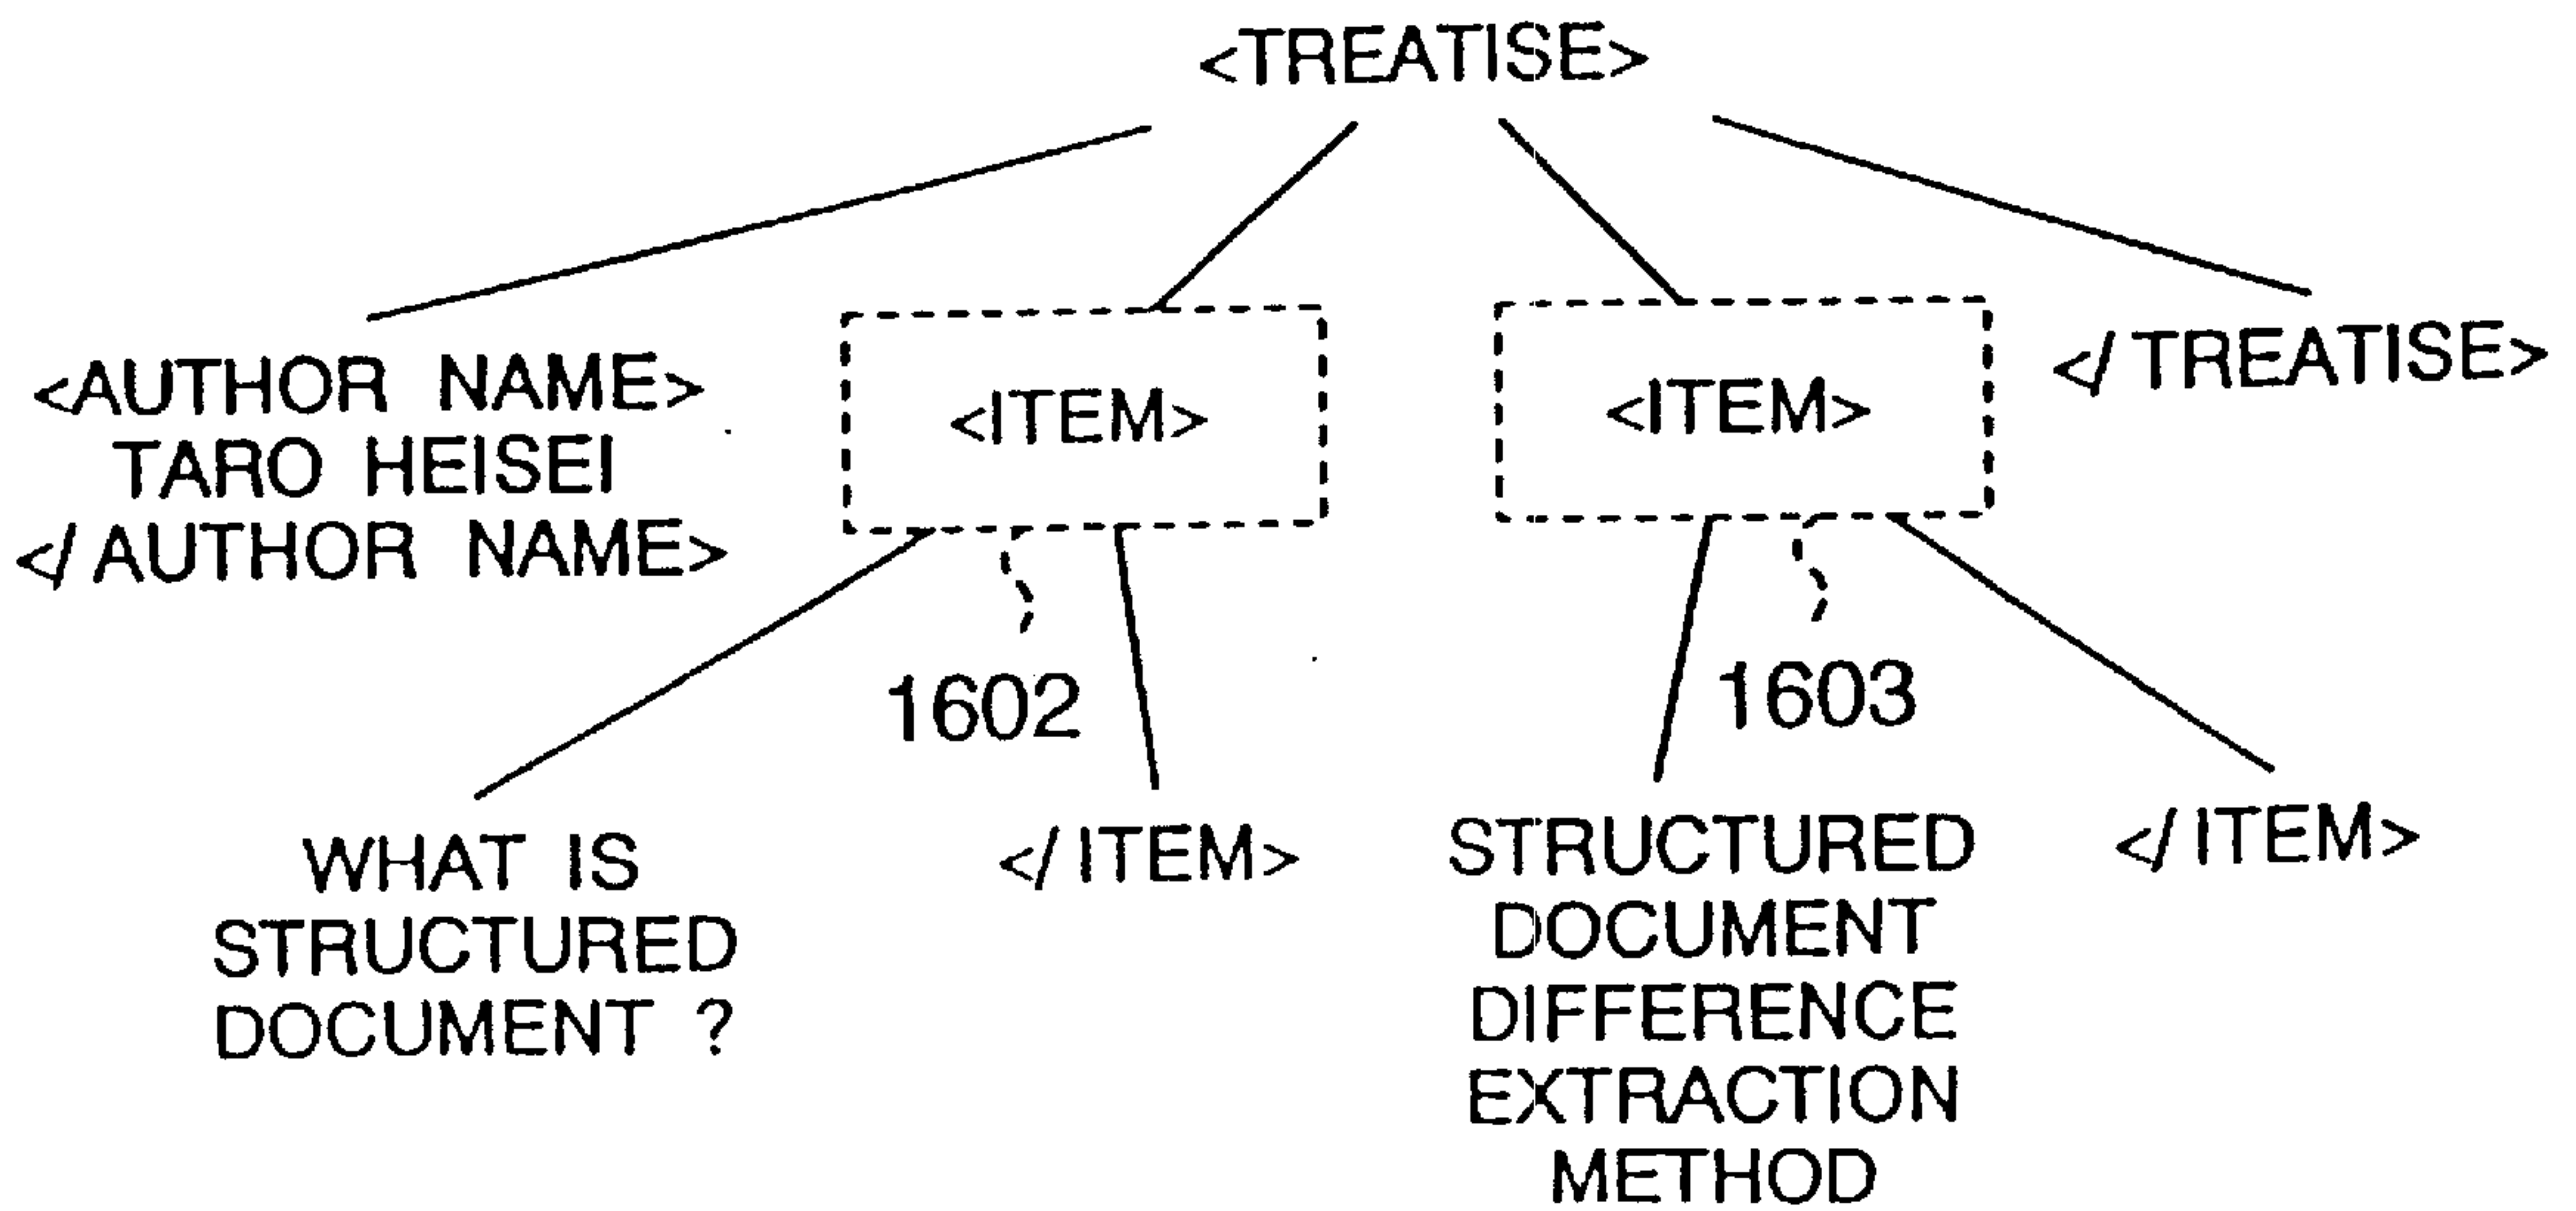 <TREATISE>
<AUTHOR NAME>
TARO HEISEI
</AUTHOR NAME>
<ITEM>
<ITEM>
</TREATISE>
1602
1603
WHAT IS
STRUCTURED
DOCUMENT ?
</ITEM>
STRUCTURED
DOCUMENT
DIFFERENCE
EXTRACTION
METHOD
</ITEM>